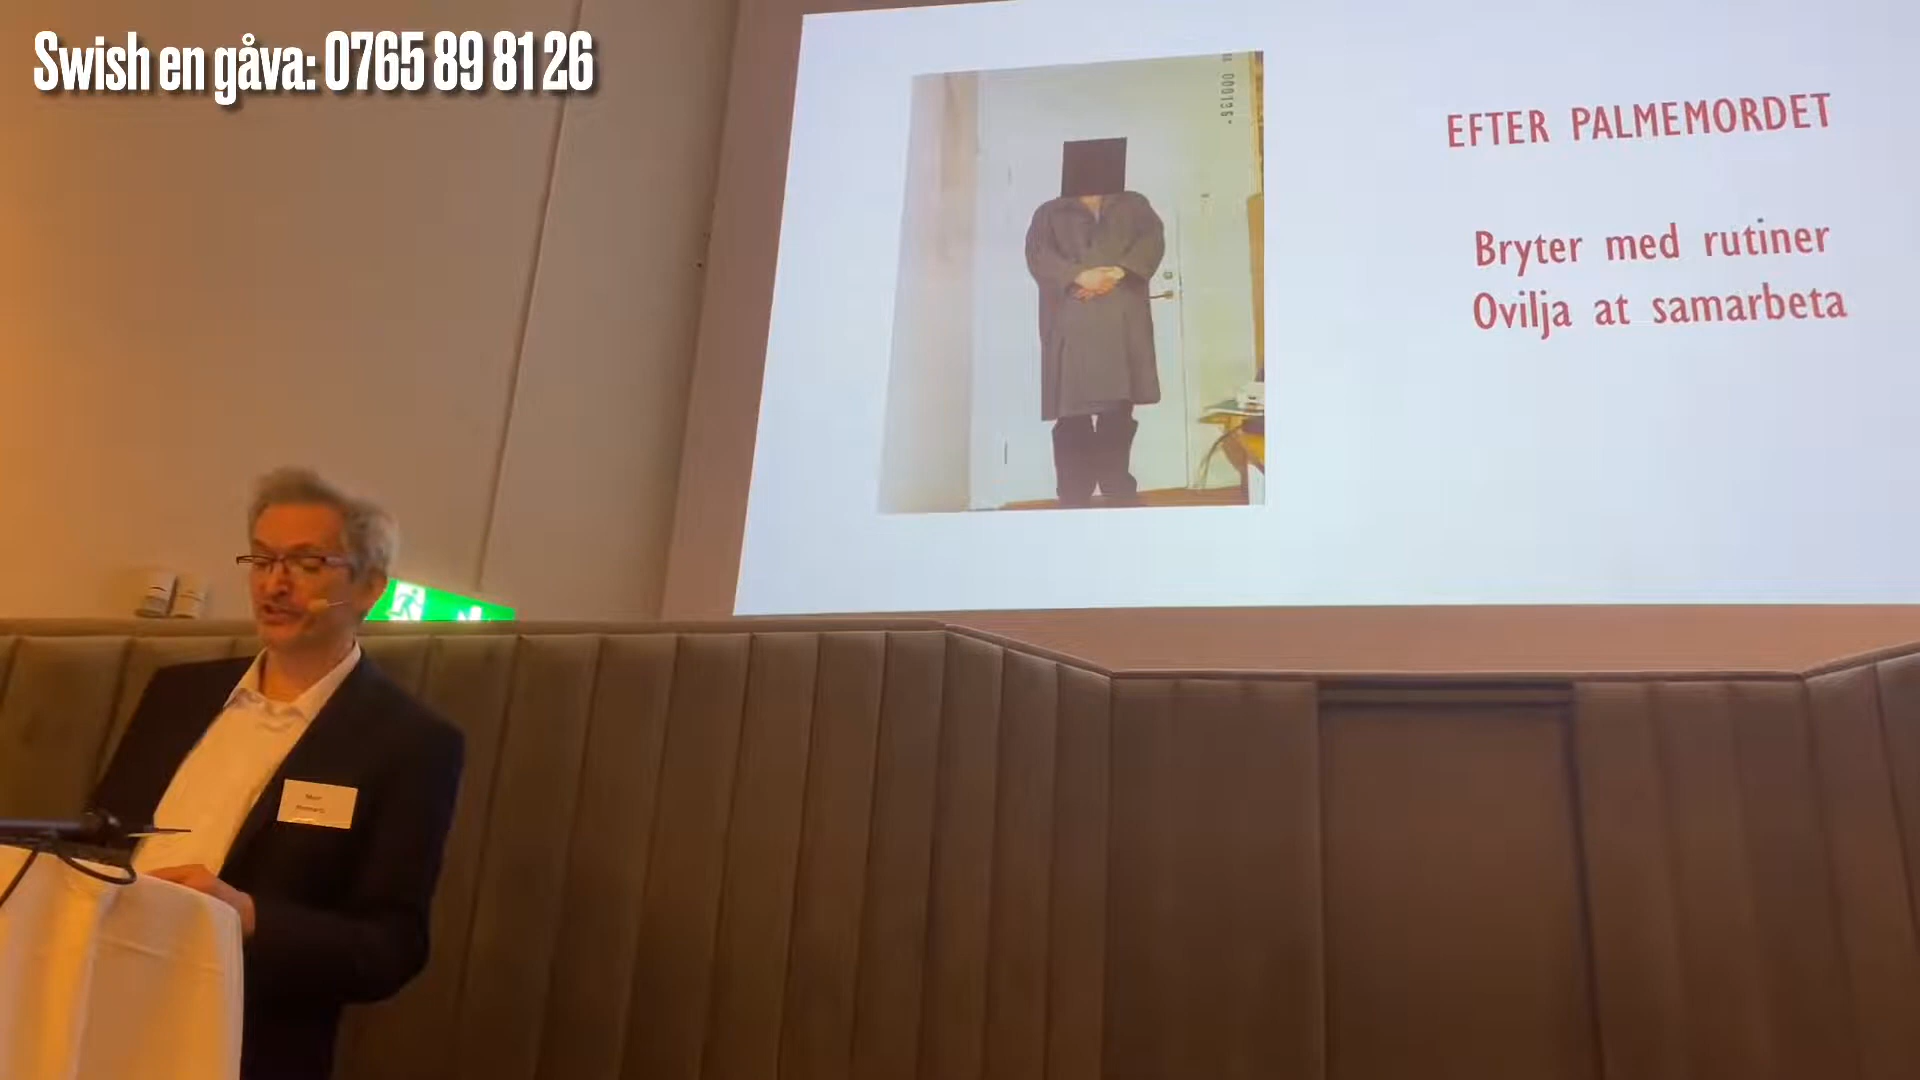 Swish en gåva: 0765 89 81 26
000136
EFTER PALMEMORDET
Bryter med rutiner
Ovilja at samarbeta